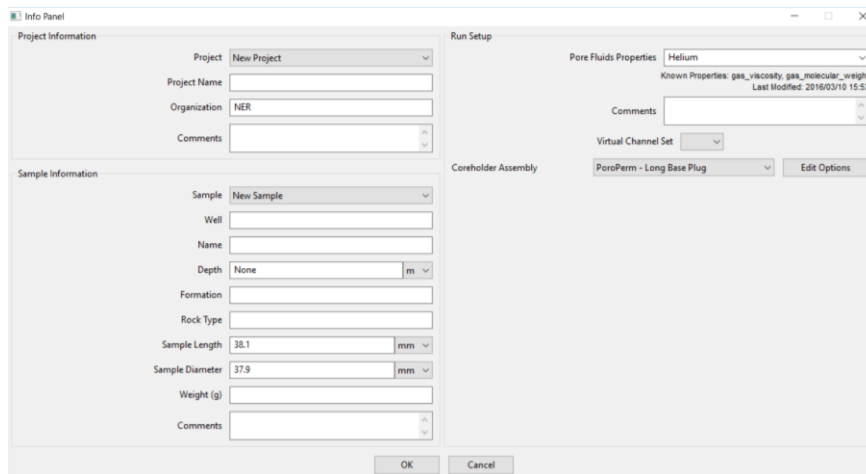 Info Panel
Project Information
Project New Project
Project Name
Organization NER
Comments
Sample Information
Sample New Sample
Well
Name
Depth None m
Formation
Rock Type
Sample Length 38.1 mm
Sample Diameter 37.9 mm
Weight (g)
Comments
Run Setup
Pore Fluids Properties Helium
Known Properties: gas_viscosity, gas_molecular_weigh
Last Modified: 2016/03/10 15:5
Comments
Virtual Channel Set
Coreholder Assembly PoroPerm - Long Base Plug Edit Options
OK Cancel